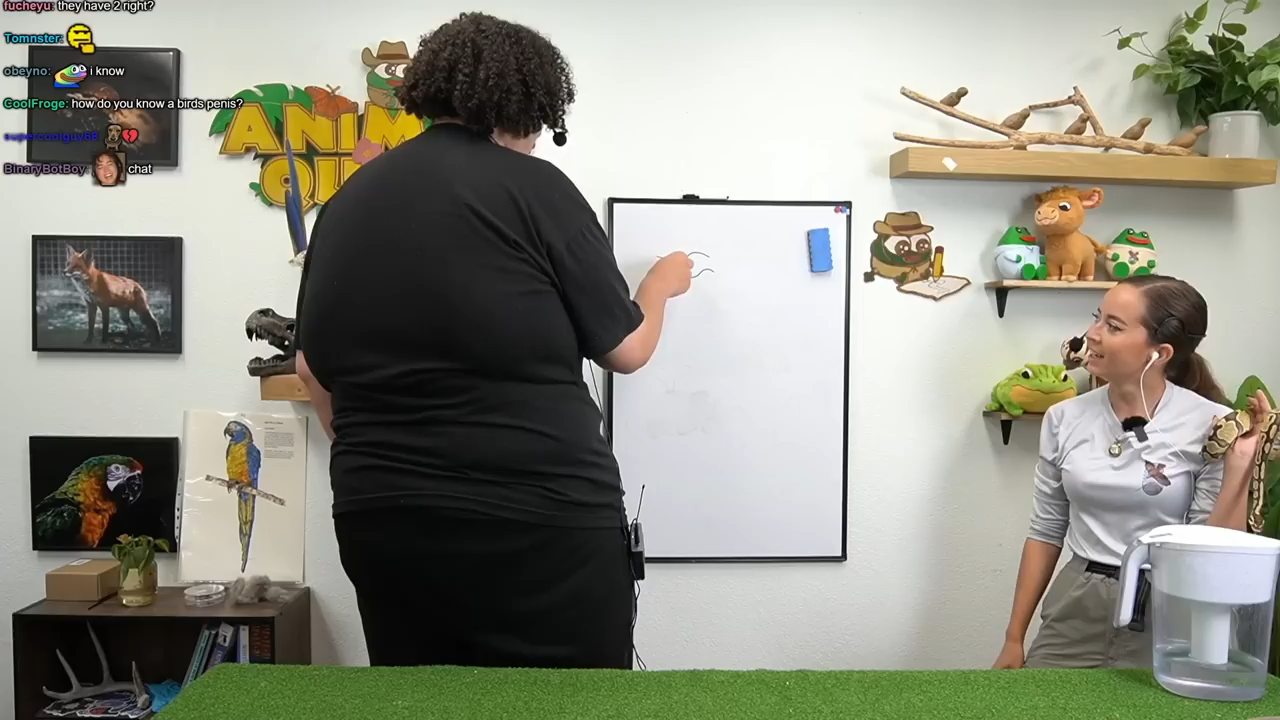 fucheyu: they have 2 right?
Tomnster:
obeyno: i know
CoolFroge: how do you know a birds penis?
supercoolguy68
BinaryBotBoy: chat
ANIM
QU